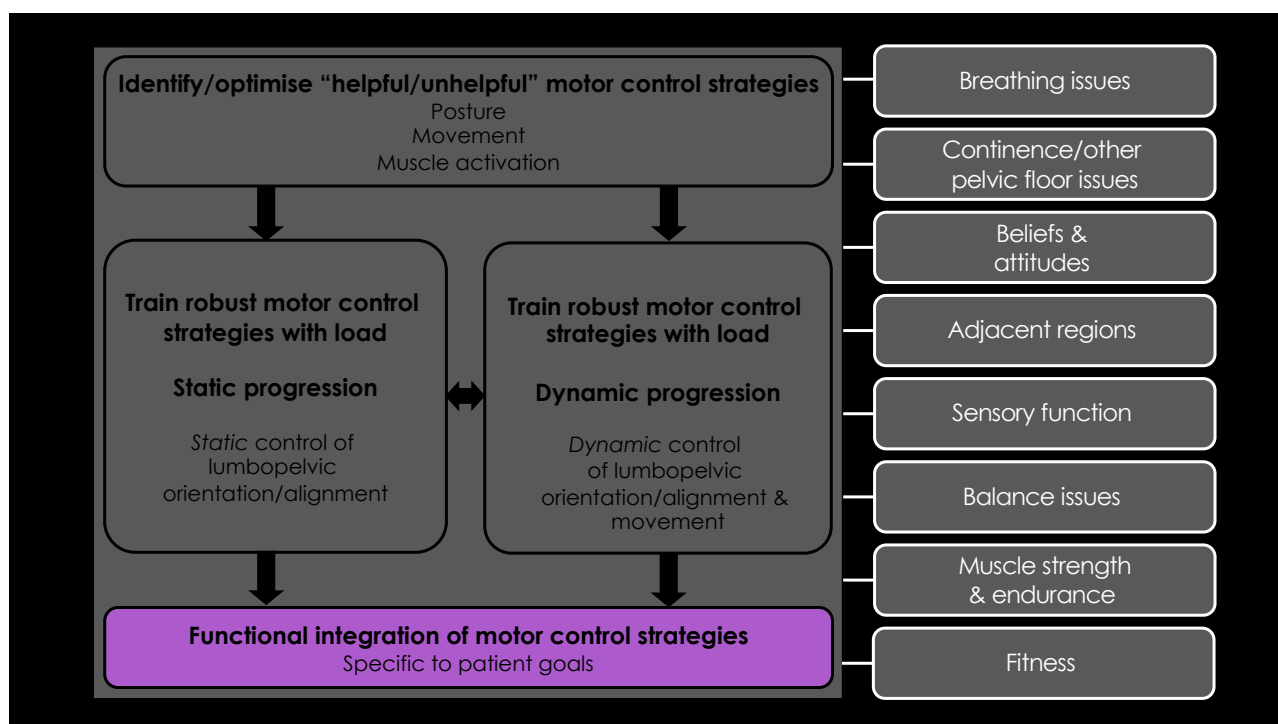 Identify/optimise “helpful/unhelpful” motor control strategies
Posture
Movement
Muscle activation
Train robust motor control
strategies with load
Static progression
Static control of
lumbopelvic
orientation/alignment
Train robust motor control
strategies with load
Dynamic progression
Dynamic control
of lumbopelvic
orientation/alignment &
movement
Functional integration of motor control strategies
Specific to patient goals
Breathing issues
Continence/other
pelvic floor issues
Beliefs &
attitudes
Adjacent regions
Sensory function
Balance issues
Muscle strength
& endurance
Fitness